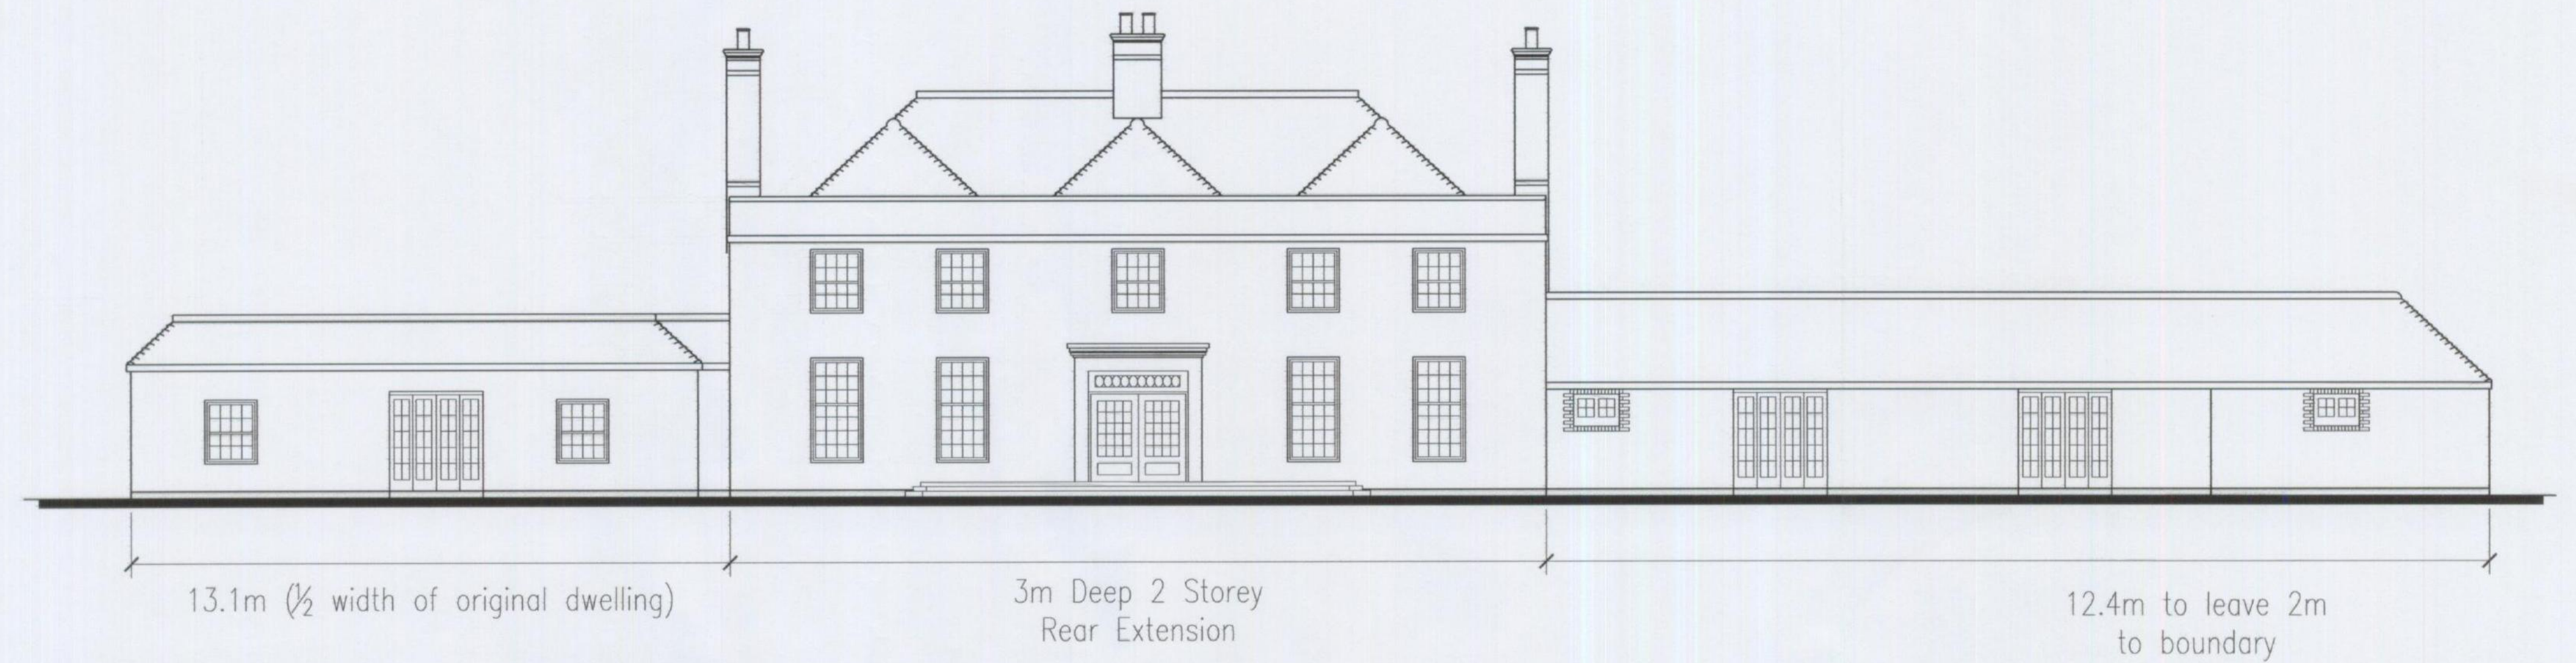 13.1m (½ width of original dwelling)
3m Deep 2 Storey
Rear Extension
12.4m to leave 2m
to boundary